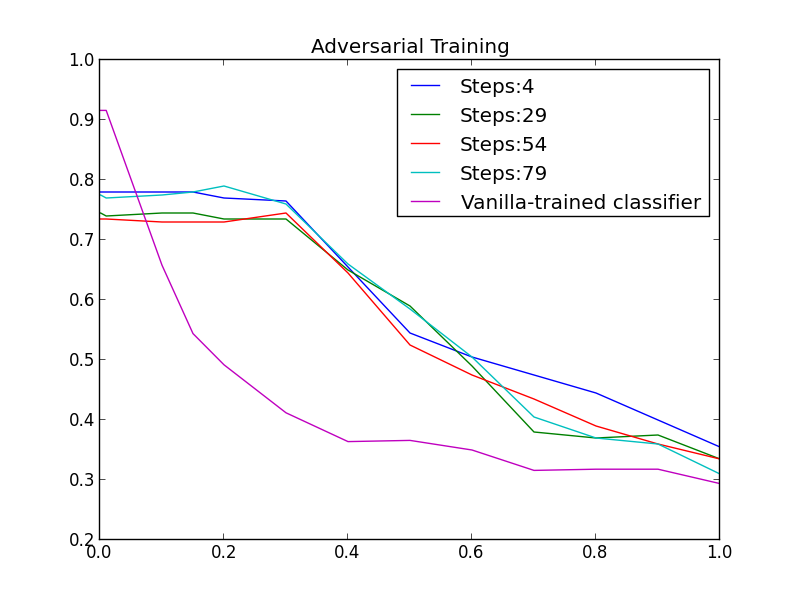 Adversarial Training
1.0
0.9
0.8
0.7
0.6
0.5
0.4
0.3
0.2
Steps:4
Steps:29
Steps:54
Steps:79
Vanilla-trained classifier
0.0
0.2
0.4
0.6
0.8
1.0